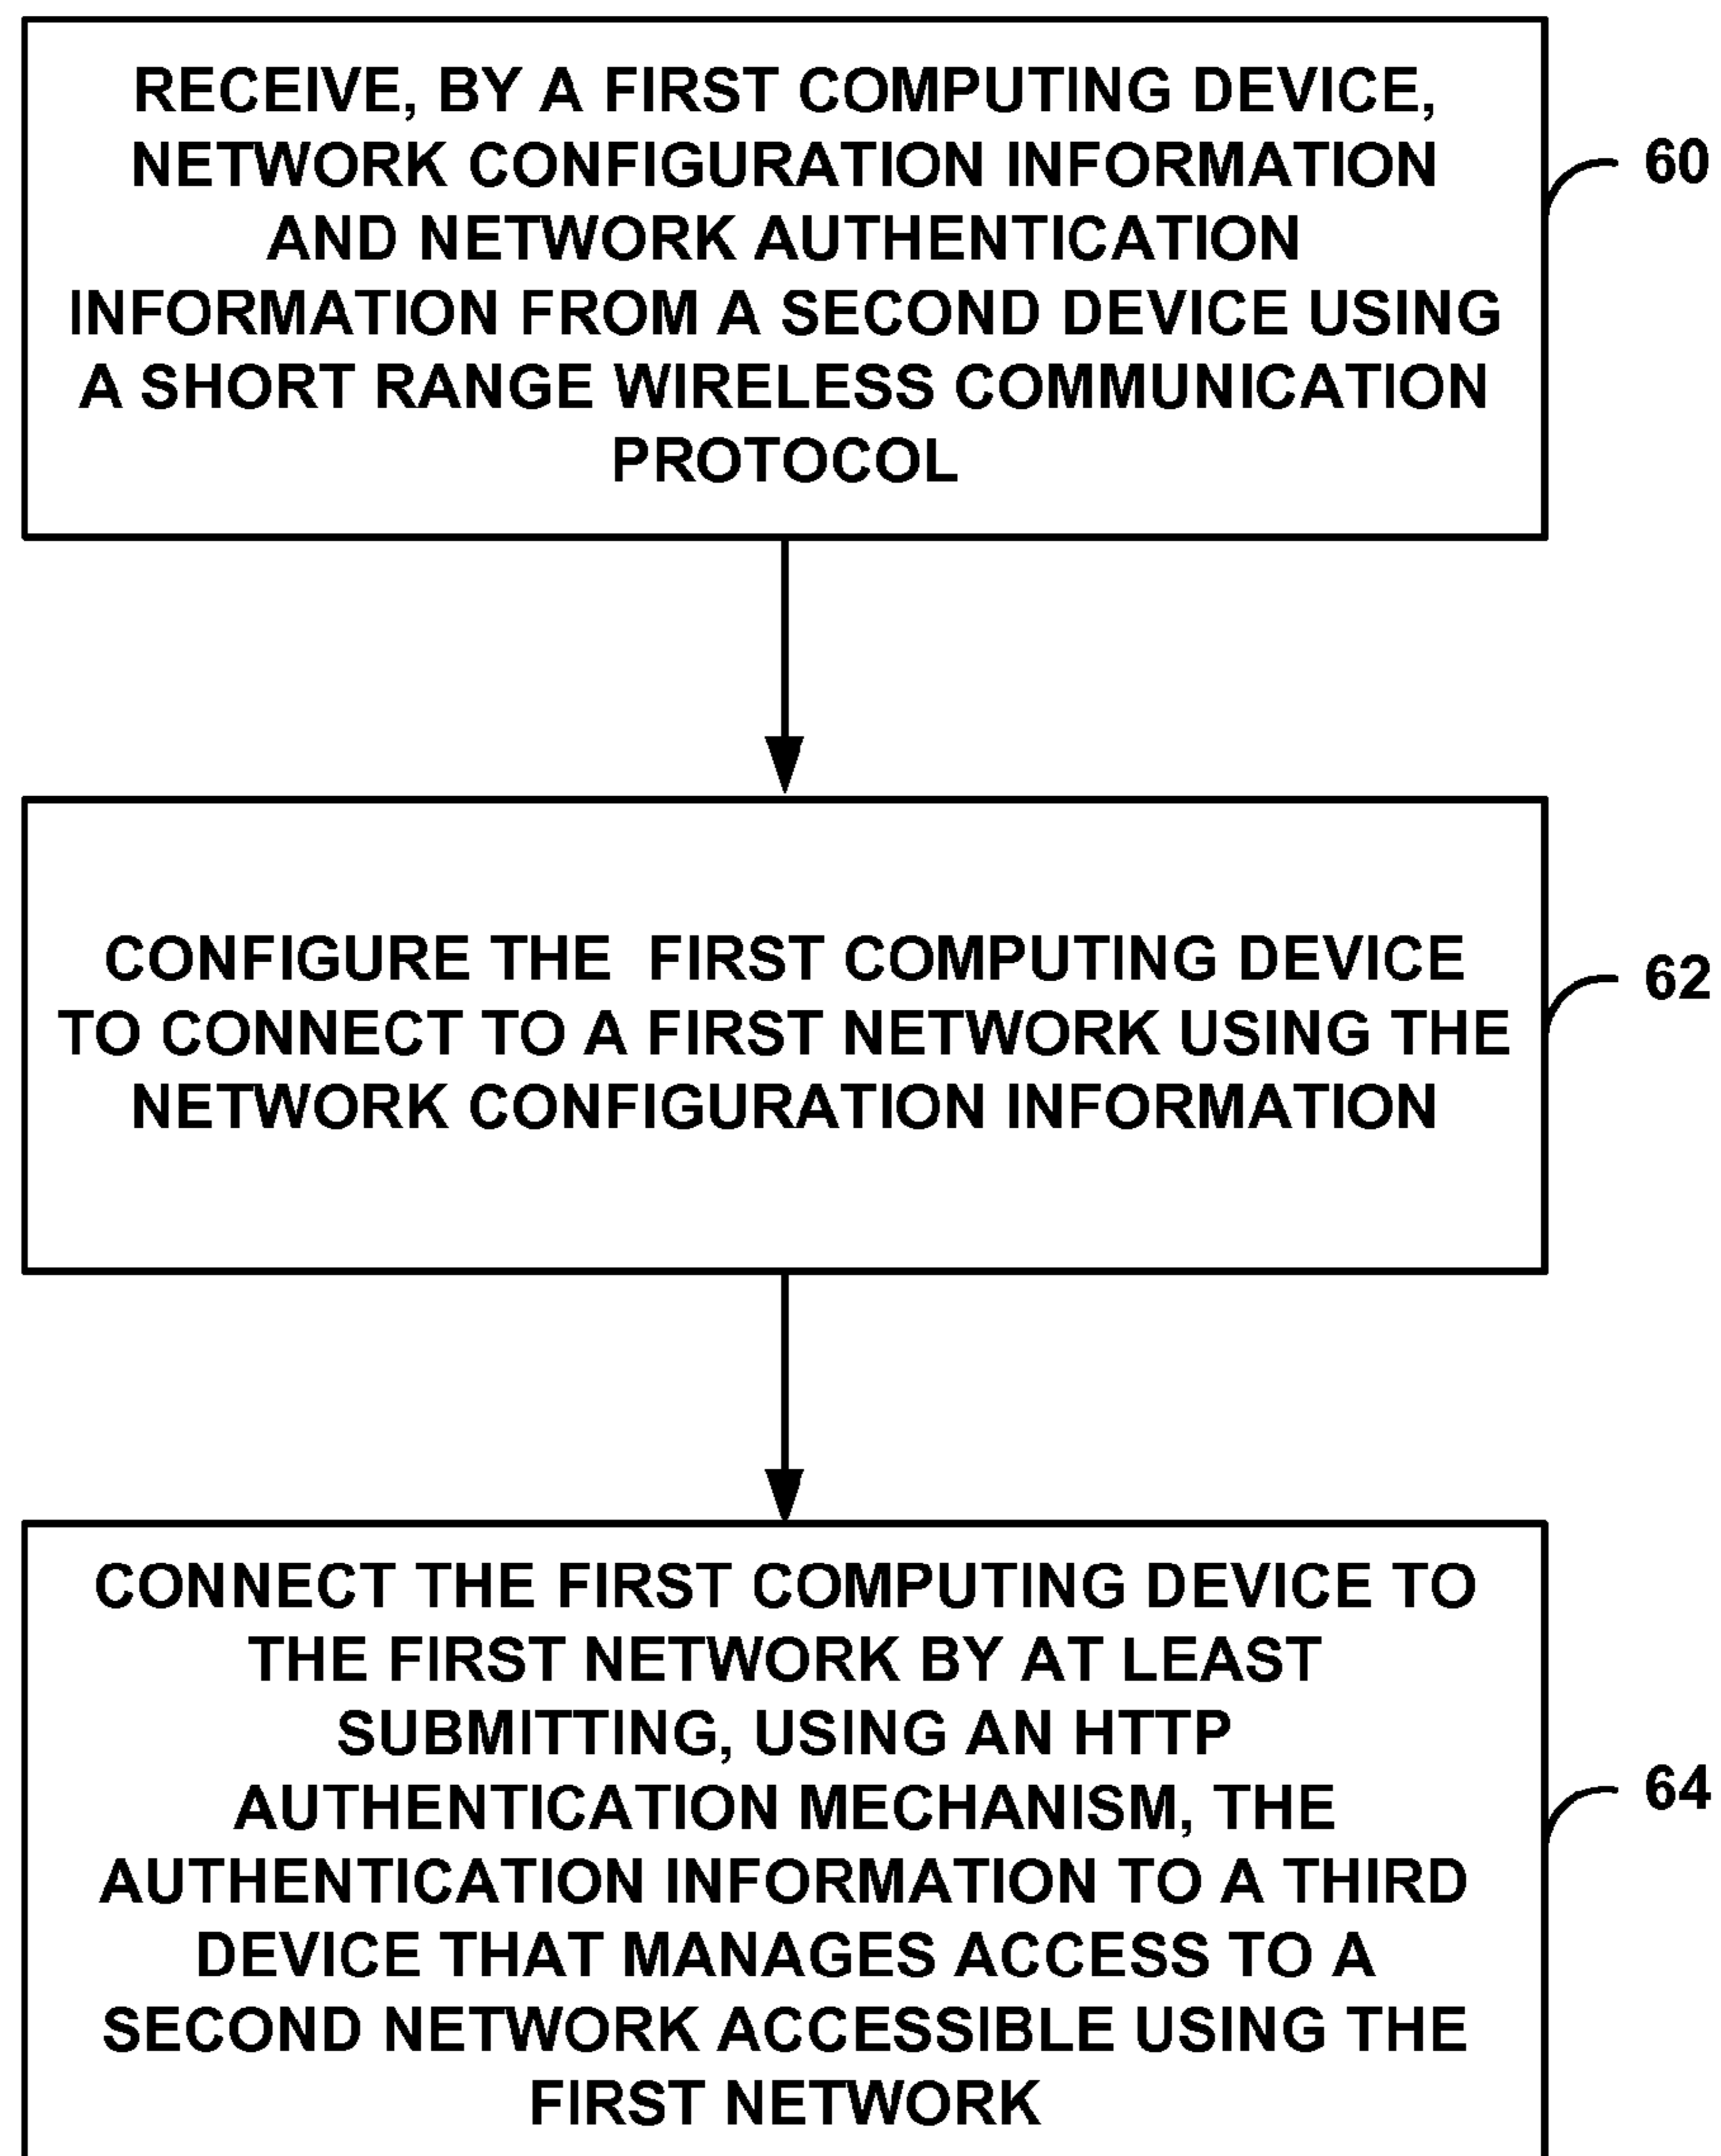 RECEIVE, BY A FIRST COMPUTING DEVICE,
NETWORK CONFIGURATION INFORMATION
AND NETWORK AUTHENTICATION
INFORMATION FROM A SECOND DEVICE USING
A SHORT RANGE WIRELESS COMMUNICATION
PROTOCOL
60
CONFIGURE THE FIRST COMPUTING DEVICE
TO CONNECT TO A FIRST NETWORK USING THE
NETWORK CONFIGURATION INFORMATION
62
CONNECT THE FIRST COMPUTING DEVICE TO
THE FIRST NETWORK BY AT LEAST
SUBMITTING, USING AN HTTP
AUTHENTICATION MECHANISM, THE
AUTHENTICATION INFORMATION TO A THIRD
DEVICE THAT MANAGES ACCESS TO A
SECOND NETWORK ACCESSIBLE USING THE
FIRST NETWORK
64